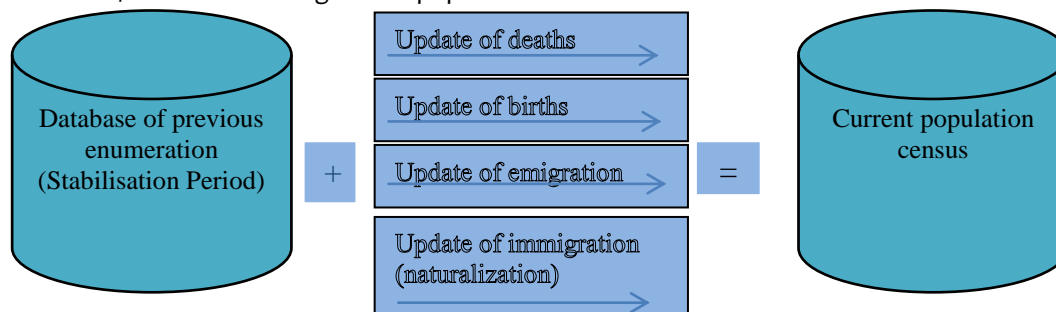 Database of previous
enumeration
(Stabilisation Period)
+
Update of deaths
Update of births
Update of emigration
Update of immigration
(naturalization)
=
Current population
census